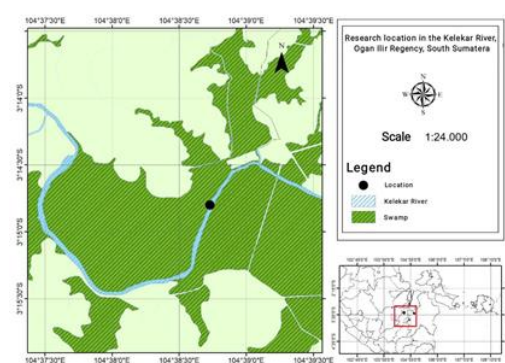 104°37'30"E 104°38'0"E 104°38'30"E 104°39'0"E 104°39'30"E
N
3°14'0"S
3°14'30"S
3°15'0"S
3°15'30"S
104°37'30"E 104°38'0"E 104°38'30"E 104°39'0"E 104°39'30"E
Research location in the Kelekar River,
Ogan Ilir Regency, South Sumatera
N
W E
S
Scale 1:24.000
Legend
Location
Kelekar River
Swamp